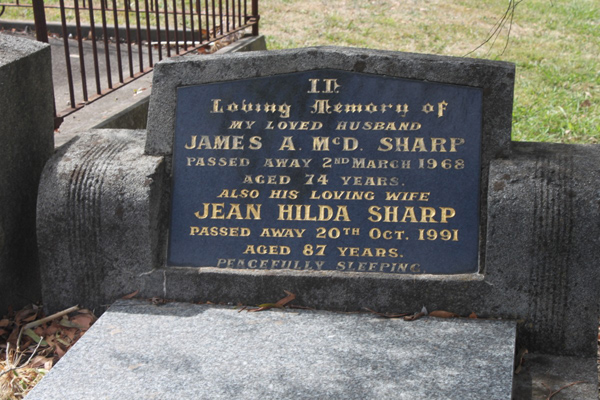 In
Loving Memory of
MY LOVED HUSBAND
JAMES A. McD. SHARP
PASSED AWAY 2ND MARCH 1968
AGED 74 YEARS.
ALSO HIS LOVING WIFE
JEAN HILDA SHARP
PASSED AWAY 20TH OCT. 1991
AGED 87 YEARS.
PEACEFULLY SLEEPING